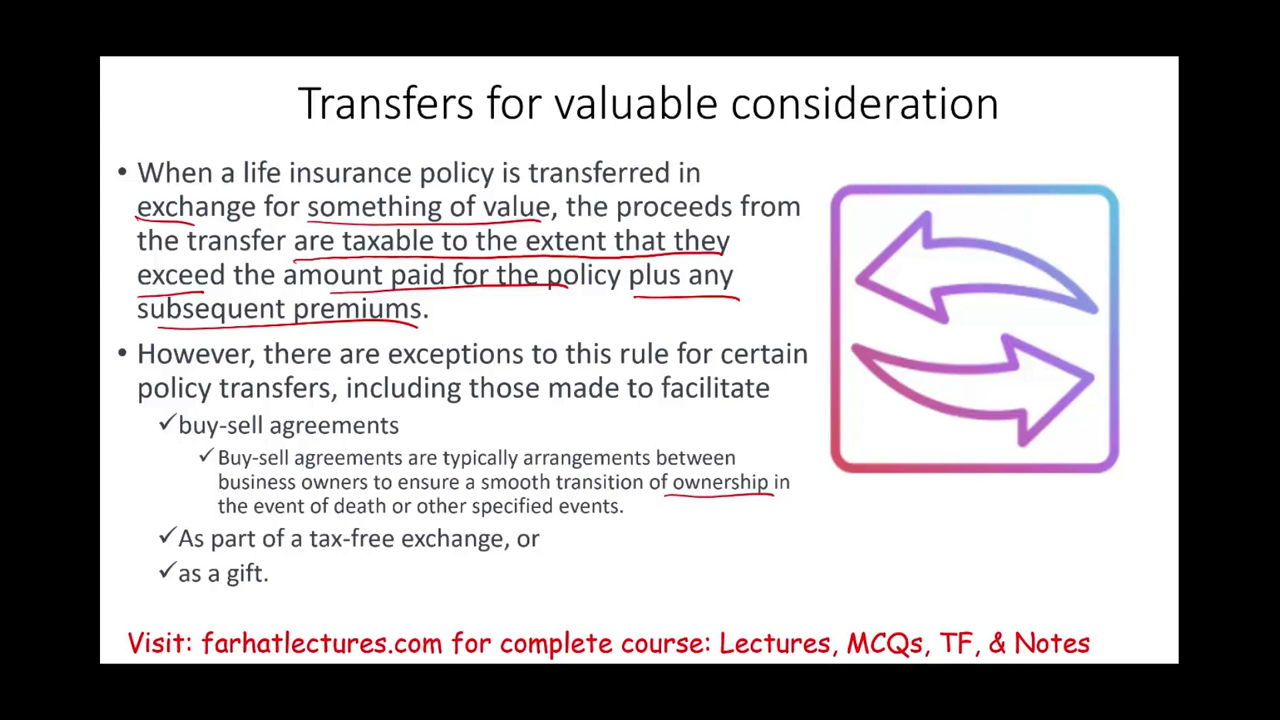 Transfers for valuable consideration
• When a life insurance policy is transferred in
exchange for something of value, the proceeds from
the transfer are taxable to the extent that they
exceed the amount paid for the policy plus any
subsequent premiums.
• However, there are exceptions to this rule for certain
policy transfers, including those made to facilitate
✓buy-sell agreements
✓Buy-sell agreements are typically arrangements between
business owners to ensure a smooth transition of ownership in
the event of death or other specified events.
✓As part of a tax-free exchange, or
✓as a gift.
Visit: farhatlectures.com for complete course: Lectures, MCQs, TF, & Notes